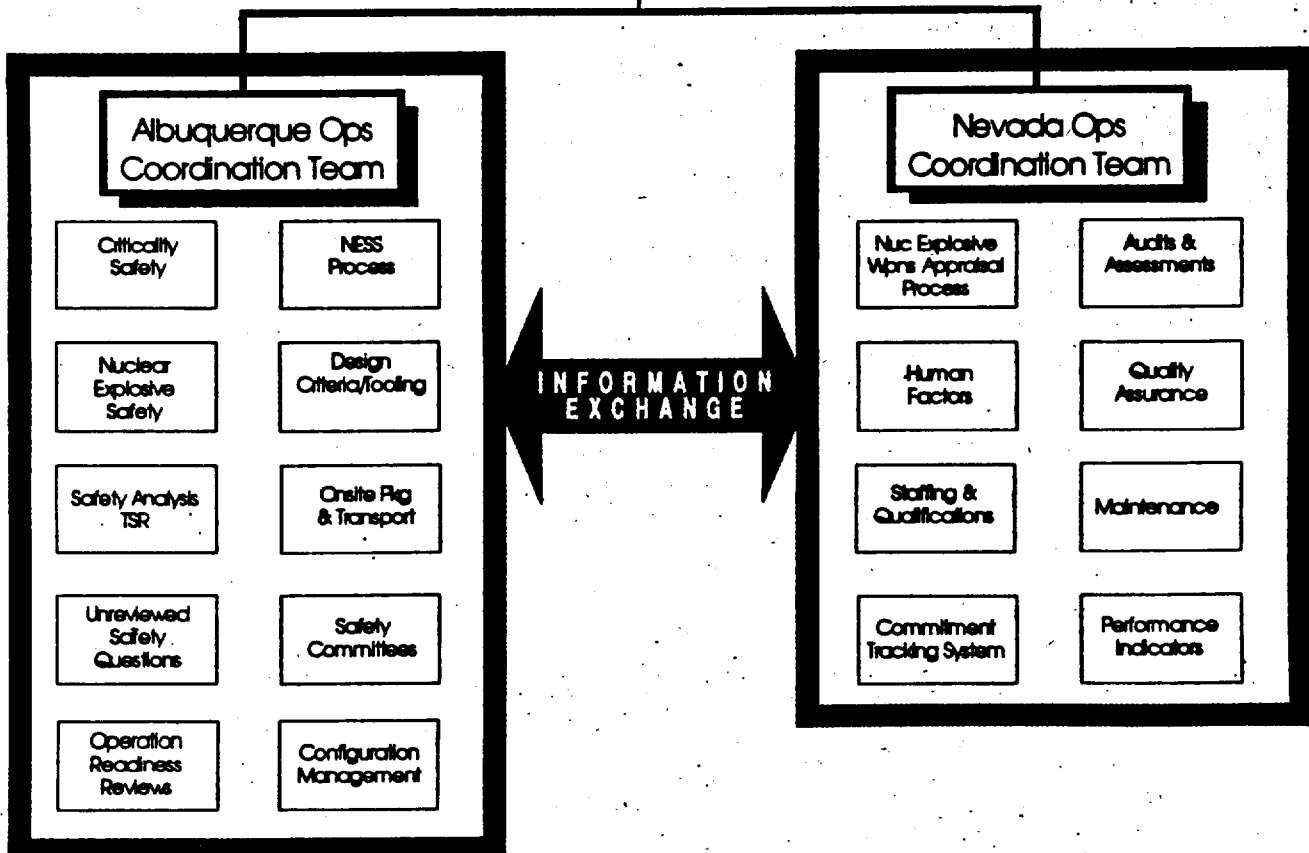 Albuquerque Ops
Coordination Team
Criticality
Safety
NESS
Process
Nuclear
Explosive
Safety
Design
Criteria/Tooling
Safety Analysis
TSR
Onsite Pkg
& Transport
Unreviewed
Safety
Questions
Safety
Committees
Operation
Readiness
Reviews
Configuration
Management
INFORMATION
EXCHANGE
Nevada Ops
Coordination Team
Nuc Explosive
Wpns Appraisal
Process
Audits &
Assessments
Human
Factors
Quality
Assurance
Staffing &
Qualifications
Maintenance
Commitment
Tracking System
Performance
Indicators